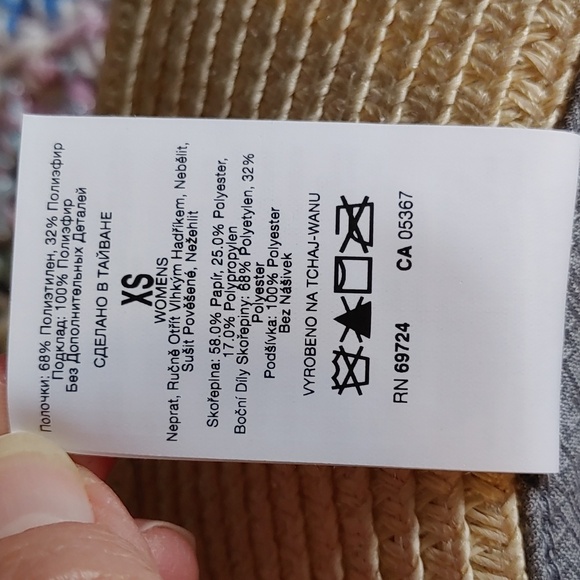 Полочки: 68% Полиэтилен, 32% Полиэфир
Подклад: 100% Полиэфир
Без Дополнительных Деталей
СДЕЛАНО В ТАЙВАНЕ
XS
WOMENS
Neprat, Ručně Otřít Vlhkým Hadříkem, Nebělit,
Sušit Pověšené, Nežehlit
Skořepina: 58.0% Papír, 25.0% Polyester,
17.0% Polypropylen
Boční Díly Skořepiny: 68% Polyetylen, 32%
Polyester
Podšívka: 100% Polyester
Bez Nášivek
VYROBENO NA TCHAJ-WANU
RN 69724 CA 05367